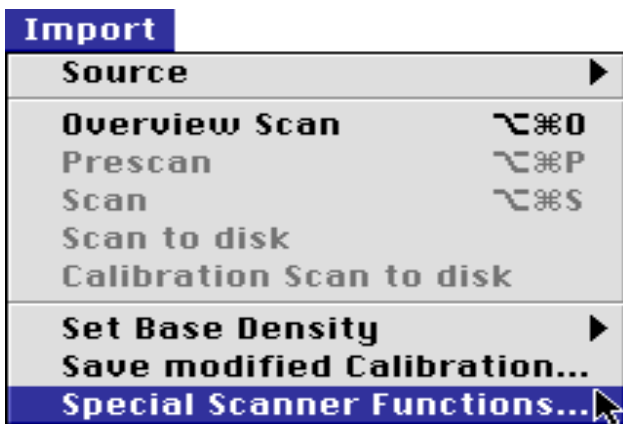 Import
Source ▶
Overview Scan ⌥⌘O
Prescan ⌥⌘P
Scan ⌥⌘S
Scan to disk
Calibration Scan to disk
Set Base Density ▶
Save modified Calibration...
Special Scanner Functions...